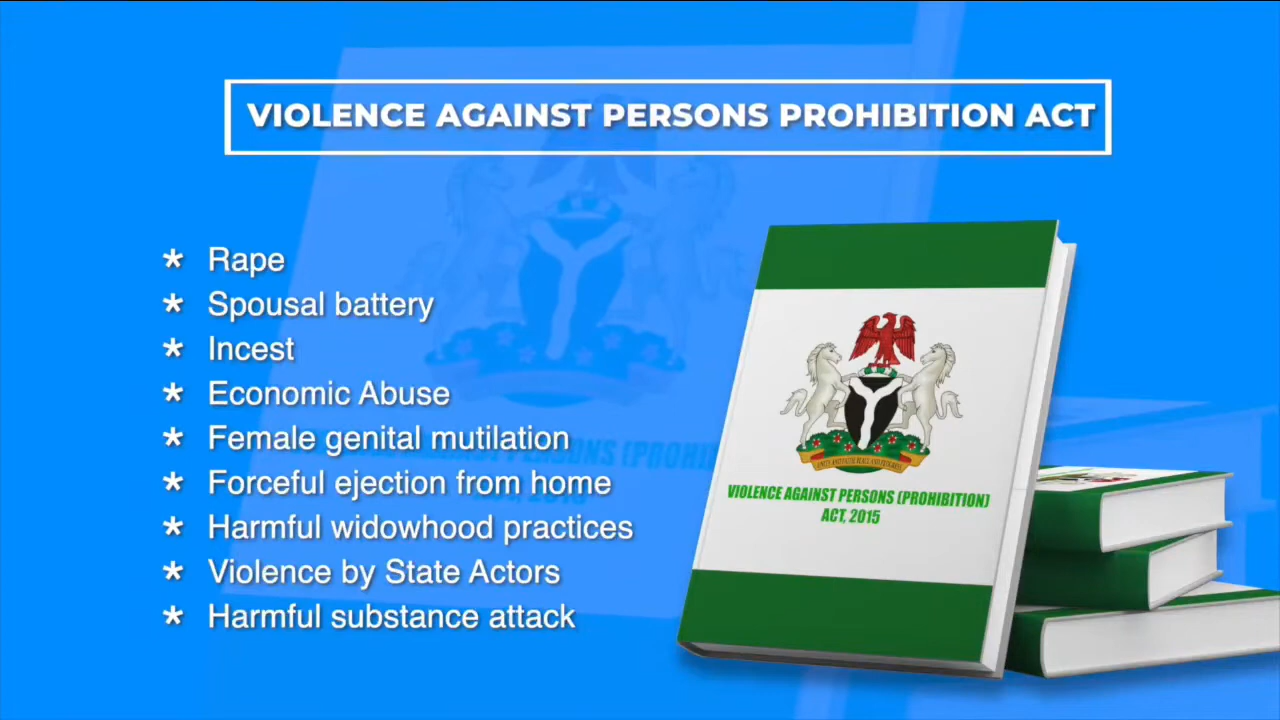 VIOLENCE AGAINST PERSONS PROHIBITION ACT
* Rape
* Spousal battery
* Incest
* Economic Abuse
* Female genital mutilation
* Forceful ejection from home
* Harmful widowhood practices
* Violence by State Actors
* Harmful substance attack
VIOLENCE AGAINST PERSONS (PROHIBITION)
ACT, 2015